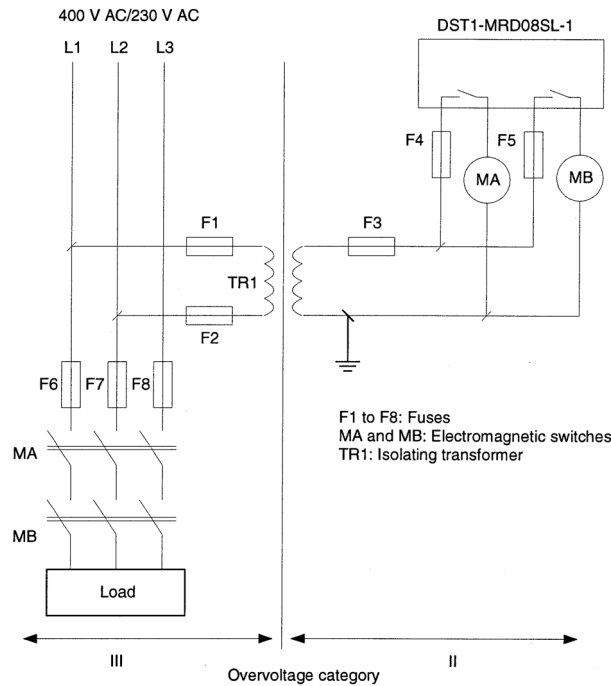 400 V AC/230 V AC
L1 L2 L3
DST1-MRD08SL-1
F4 F5
MA MB
F1 F3
TR1
F2
F6 F7 F8
F1 to F8: Fuses
MA and MB: Electromagnetic switches
TR1: Isolating transformer
MA
MB
Load
III II
Overvoltage category